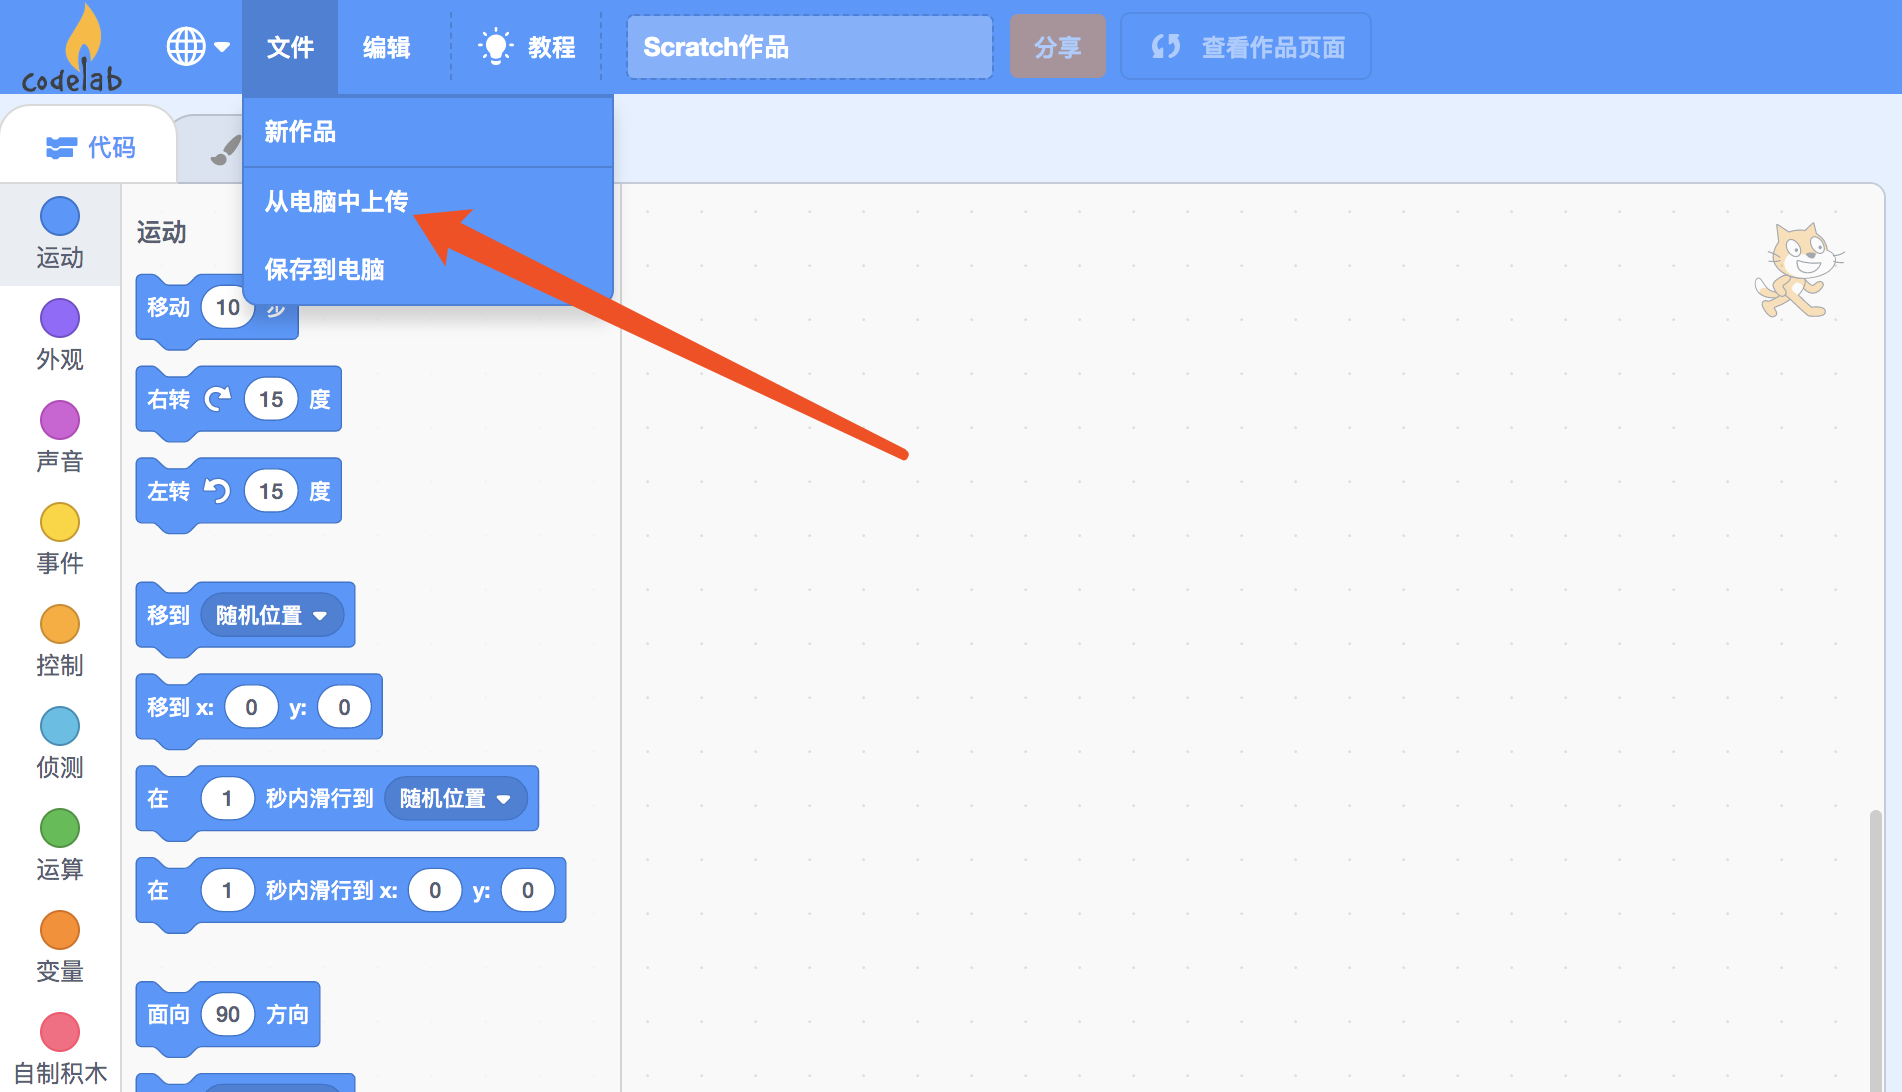 codelab
文件
编辑
教程
Scratch作品
分享
查看作品页面
代码
新作品
从电脑中上传
保存到电脑
运动
外观
声音
事件
控制
侦测
运算
变量
自制积木
运动
移动 10 步
右转 15 度
左转 15 度
移到 随机位置
移到 x: 0 y: 0
在 1 秒内滑行到 随机位置
在 1 秒内滑行到 x: 0 y: 0
面向 90 方向